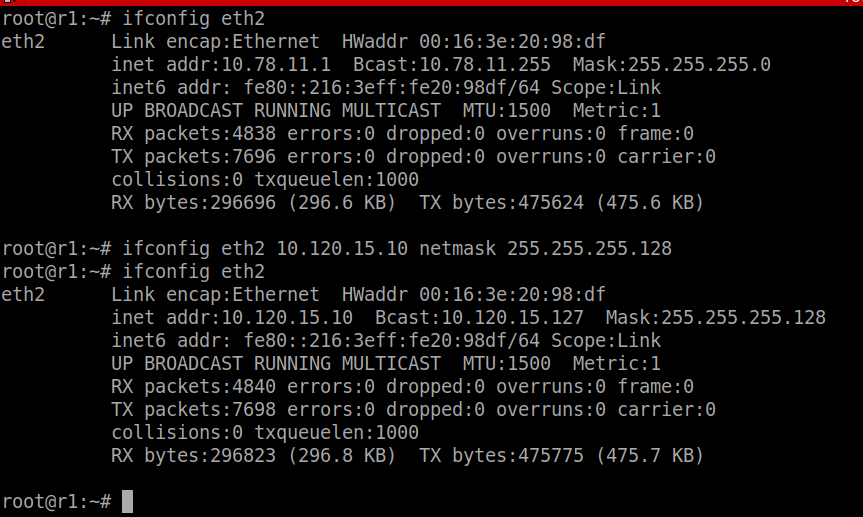 root@r1:~# ifconfig eth2
eth2      Link encap:Ethernet  HWaddr 00:16:3e:20:98:df
          inet addr:10.78.11.1  Bcast:10.78.11.255  Mask:255.255.255.0
          inet6 addr: fe80::216:3eff:fe20:98df/64 Scope:Link
          UP BROADCAST RUNNING MULTICAST  MTU:1500  Metric:1
          RX packets:4838 errors:0 dropped:0 overruns:0 frame:0
          TX packets:7696 errors:0 dropped:0 overruns:0 carrier:0
          collisions:0 txqueuelen:1000
          RX bytes:296696 (296.6 KB)  TX bytes:475624 (475.6 KB)

root@r1:~# ifconfig eth2 10.120.15.10 netmask 255.255.255.128
root@r1:~# ifconfig eth2
eth2      Link encap:Ethernet  HWaddr 00:16:3e:20:98:df
          inet addr:10.120.15.10  Bcast:10.120.15.127  Mask:255.255.255.128
          inet6 addr: fe80::216:3eff:fe20:98df/64 Scope:Link
          UP BROADCAST RUNNING MULTICAST  MTU:1500  Metric:1
          RX packets:4840 errors:0 dropped:0 overruns:0 frame:0
          TX packets:7698 errors:0 dropped:0 overruns:0 carrier:0
          collisions:0 txqueuelen:1000
          RX bytes:296823 (296.8 KB)  TX bytes:475775 (475.7 KB)

root@r1:~#